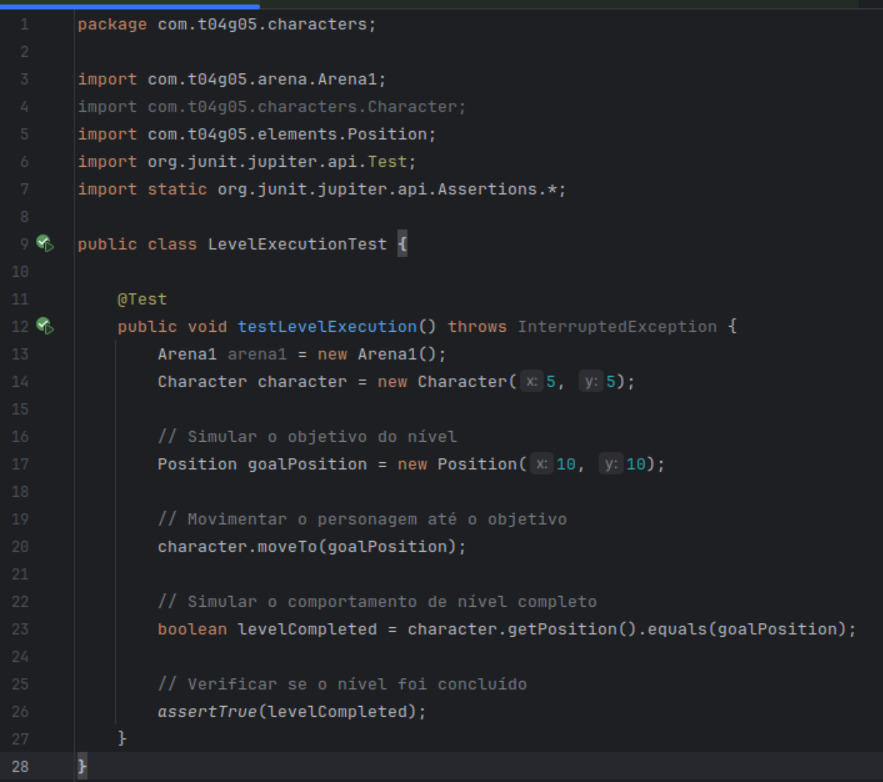 1 package com.t04g05.characters;
2
3 import com.t04g05.arena.Arena1;
4 import com.t04g05.characters.Character;
5 import com.t04g05.elements.Position;
6 import org.junit.jupiter.api.Test;
7 import static org.junit.jupiter.api.Assertions.*;
8
9 public class LevelExecutionTest {
10
11 @Test
12 public void testLevelExecution() throws InterruptedException {
13 Arena1 arena1 = new Arena1();
14 Character character = new Character( x: 5, y: 5);
15
16 // Simular o objetivo do nível
17 Position goalPosition = new Position( x: 10, y: 10);
18
19 // Movimentar o personagem até o objetivo
20 character.moveTo(goalPosition);
21
22 // Simular o comportamento de nível completo
23 boolean levelCompleted = character.getPosition().equals(goalPosition);
24
25 // Verificar se o nível foi concluído
26 assertTrue(levelCompleted);
27 }
28 }